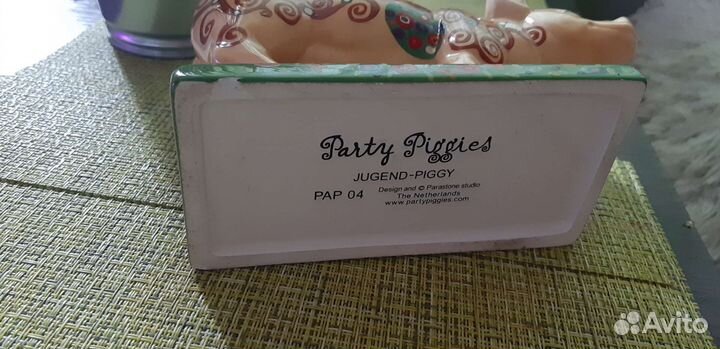 Party Piggies
JUGEND-PIGGY
PAP 04
Design and © Parastone studio
The Netherlands
www.partypiggies.com
Avito